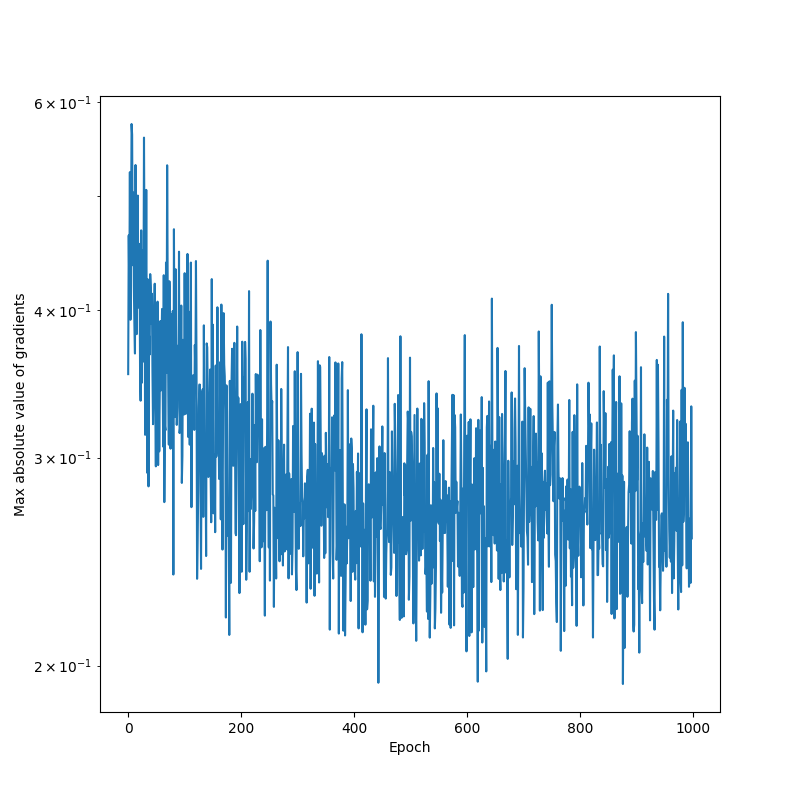 Max absolute value of gradients
6 × 10⁻¹
4 × 10⁻¹
3 × 10⁻¹
2 × 10⁻¹
0 200 400 600 800 1000
Epoch